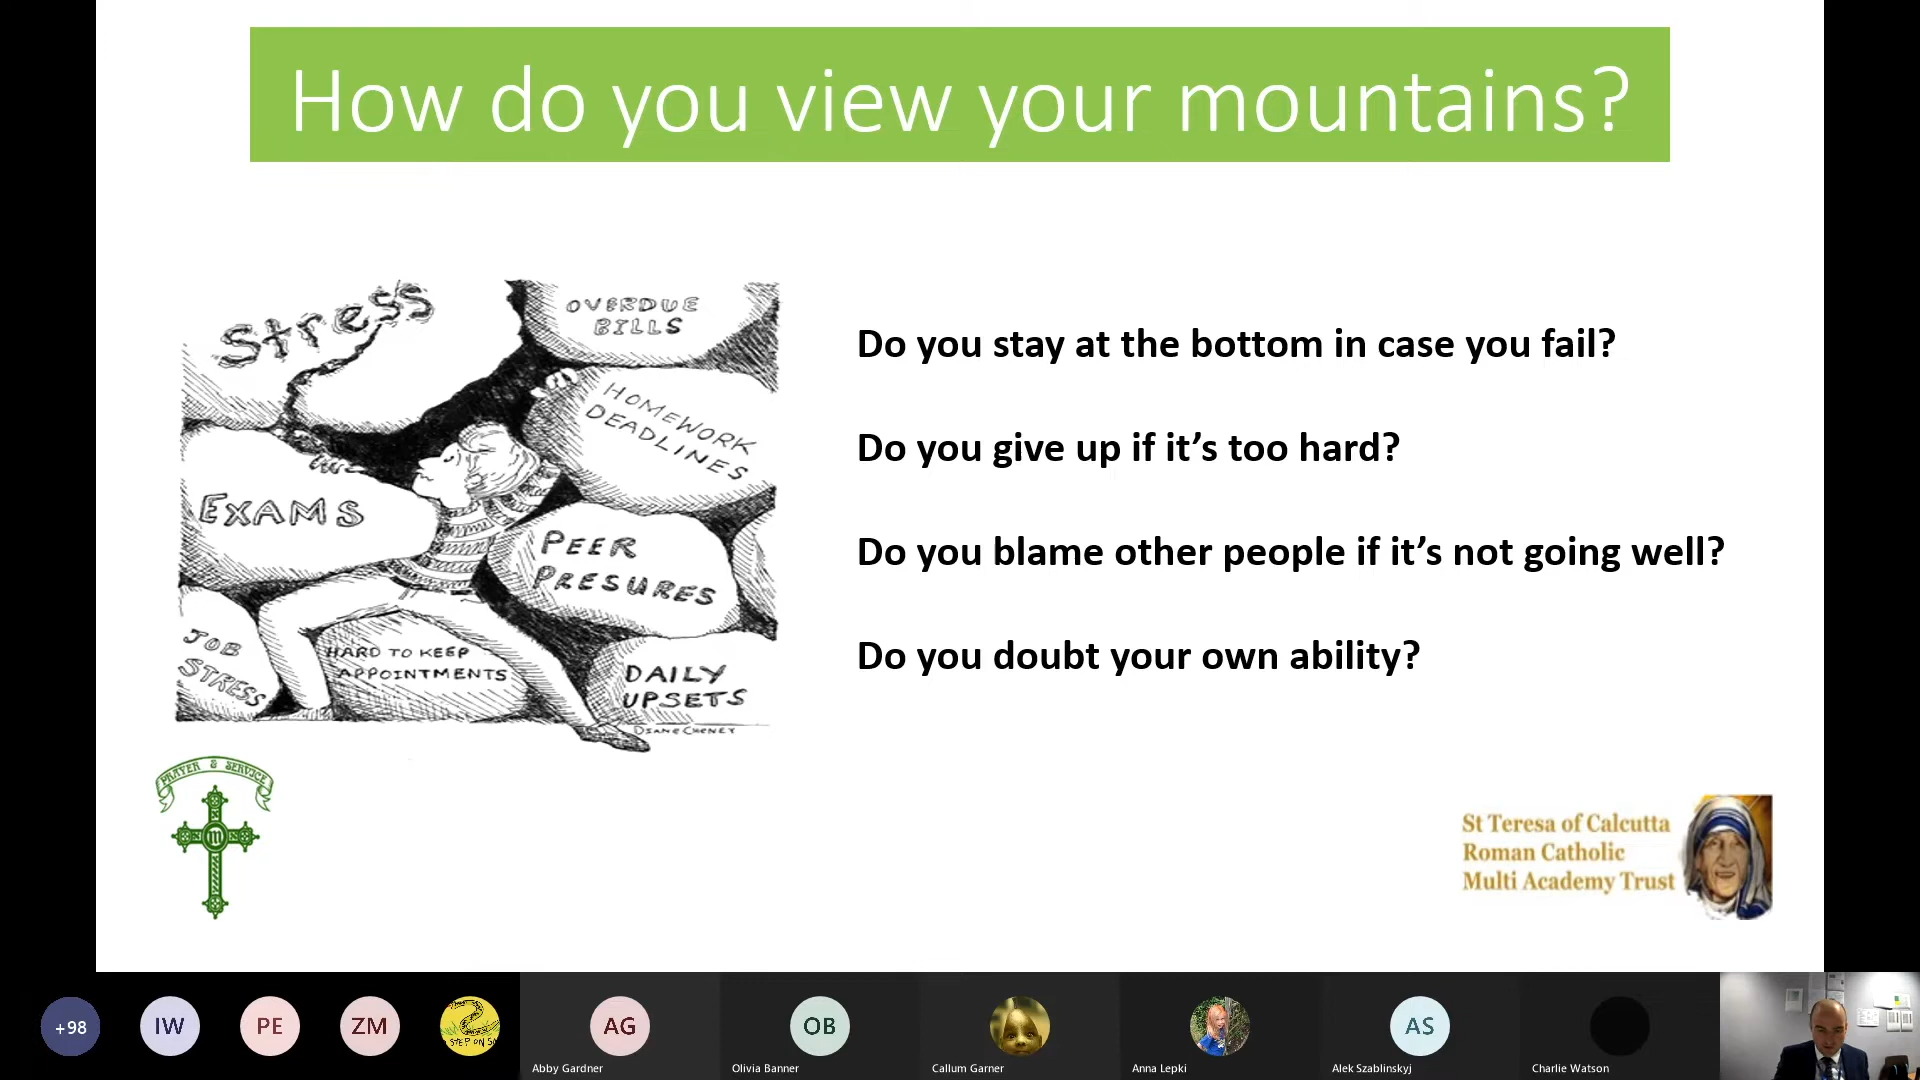 How do you view your mountains?
Stress
OVERDUE
BILLS
HOMEWORK
DEADLINES
EXAMS
PEER
PRESURES
JOB
STRESS
HARD TO KEEP
APPOINTMENTS
DAILY
UPSETS
DIANE CHENEY
Do you stay at the bottom in case you fail?
Do you give up if it’s too hard?
Do you blame other people if it’s not going well?
Do you doubt your own ability?
PRAYER & SERVICE
m
St Teresa of Calcutta
Roman Catholic
Multi Academy Trust
+98
IW
PE
ZM
STEP ON
AG
OB
AS
Abby Gardner
Olivia Banner
Callum Garner
Anna Lepki
Alek Szablinskyj
Charlie Watson